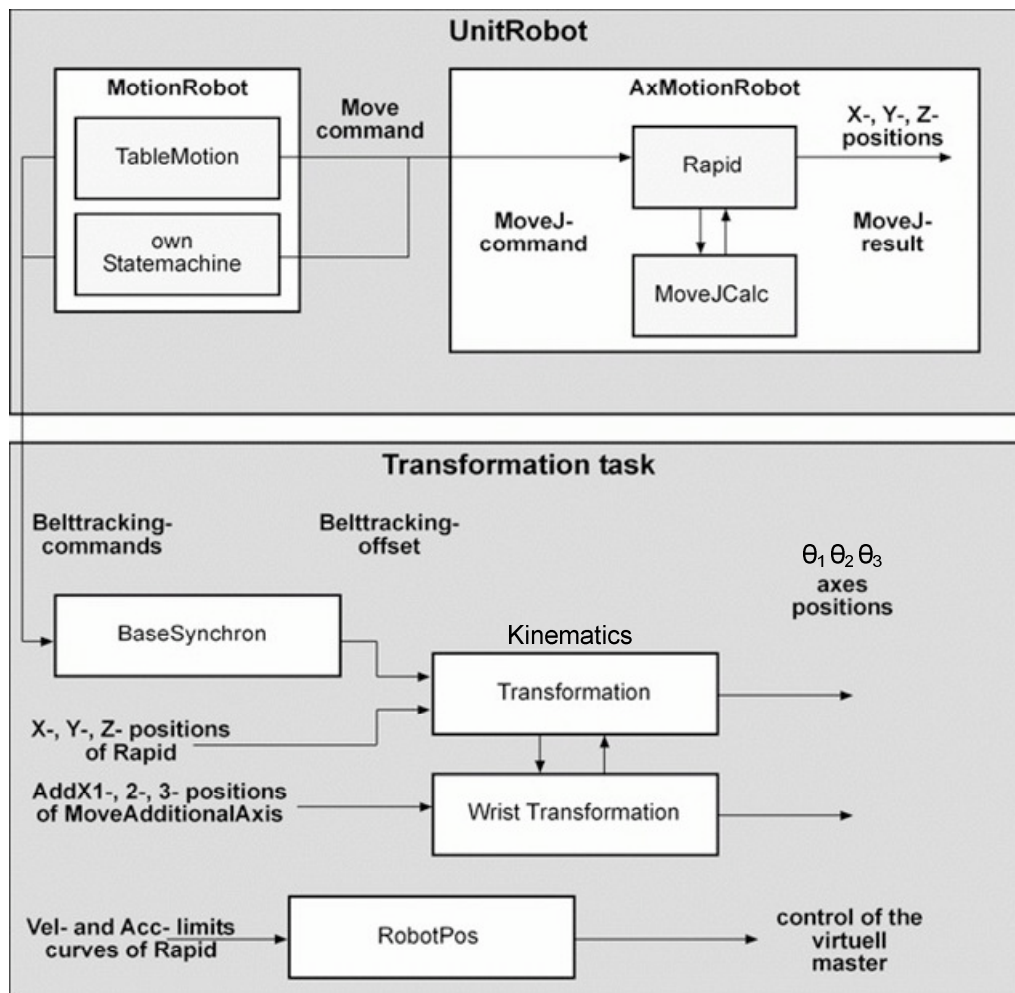 UnitRobot
MotionRobot
TableMotion
own
Statemachine
Move
command
AxMotionRobot
Rapid
MoveJCalc
MoveJ-
command
X-, Y-, Z-
positions
MoveJ-
result
Transformation task
Belttracking-
commands
Belttracking-
offset
θ₁ θ₂ θ₃
axes
positions
BaseSynchron
Kinematics
Transformation
X-, Y-, Z- positions
of Rapid
AddX1-, 2-, 3- positions
of MoveAdditionalAxis
Wrist Transformation
Vel- and Acc- limits
curves of Rapid
RobotPos
control of the
virtuell
master